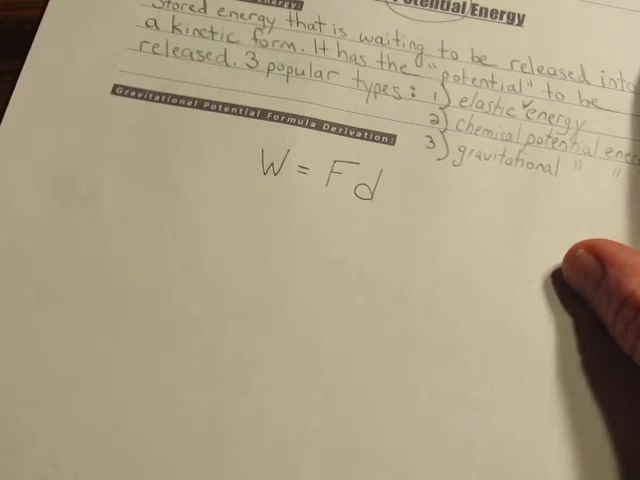 Potential Energy
Stored energy that is waiting to be released into
a kinetic form. It has the "potential" to be
released. 3 popular types: 1) elastic energy
2) chemical potential ener
3) gravitational " "
Gravitational Potential Formula Derivation:
W = Fd